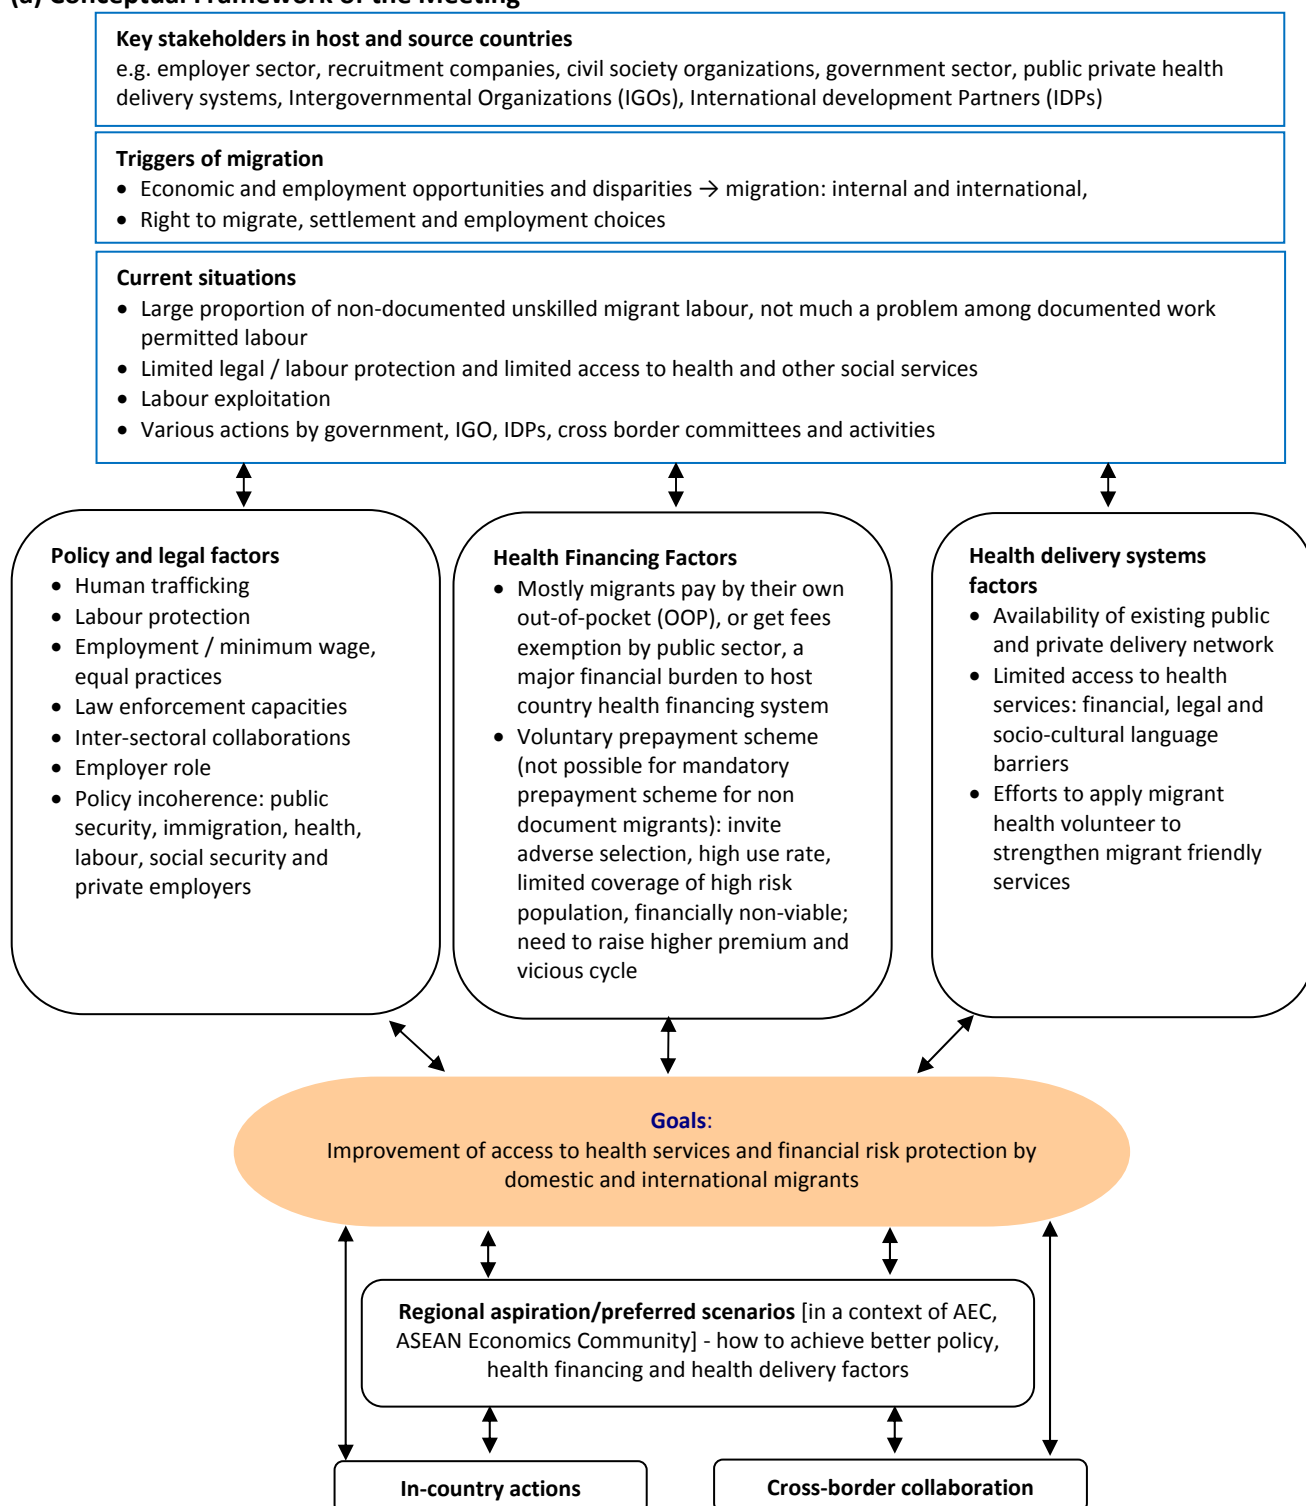 (a) Conceptual Framework of the Meeting
Key stakeholders in host and source countries
e.g. employer sector, recruitment companies, civil society organizations, government sector, public private health
delivery systems, Intergovernmental Organizations (IGOs), International development Partners (IDPs)
Triggers of migration
• Economic and employment opportunities and disparities → migration: internal and international,
• Right to migrate, settlement and employment choices
Current situations
• Large proportion of non-documented unskilled migrant labour, not much a problem among documented work
permitted labour
• Limited legal / labour protection and limited access to health and other social services
• Labour exploitation
• Various actions by government, IGO, IDPs, cross border committees and activities
Policy and legal factors
• Human trafficking
• Labour protection
• Employment / minimum wage,
equal practices
• Law enforcement capacities
• Inter-sectoral collaborations
• Employer role
• Policy incoherence: public
security, immigration, health,
labour, social security and
private employers
Health Financing Factors
• Mostly migrants pay by their own
out-of-pocket (OOP), or get fees
exemption by public sector, a
major financial burden to host
country health financing system
• Voluntary prepayment scheme
(not possible for mandatory
prepayment scheme for non
document migrants): invite
adverse selection, high use rate,
limited coverage of high risk
population, financially non-viable;
need to raise higher premium and
vicious cycle
Health delivery systems
factors
• Availability of existing public
and private delivery network
• Limited access to health
services: financial, legal and
socio-cultural language
barriers
• Efforts to apply migrant
health volunteer to
strengthen migrant friendly
services
Goals:
Improvement of access to health services and financial risk protection by
domestic and international migrants
Regional aspiration/preferred scenarios [in a context of AEC,
ASEAN Economics Community] - how to achieve better policy,
health financing and health delivery factors
In-country actions
Cross-border collaboration